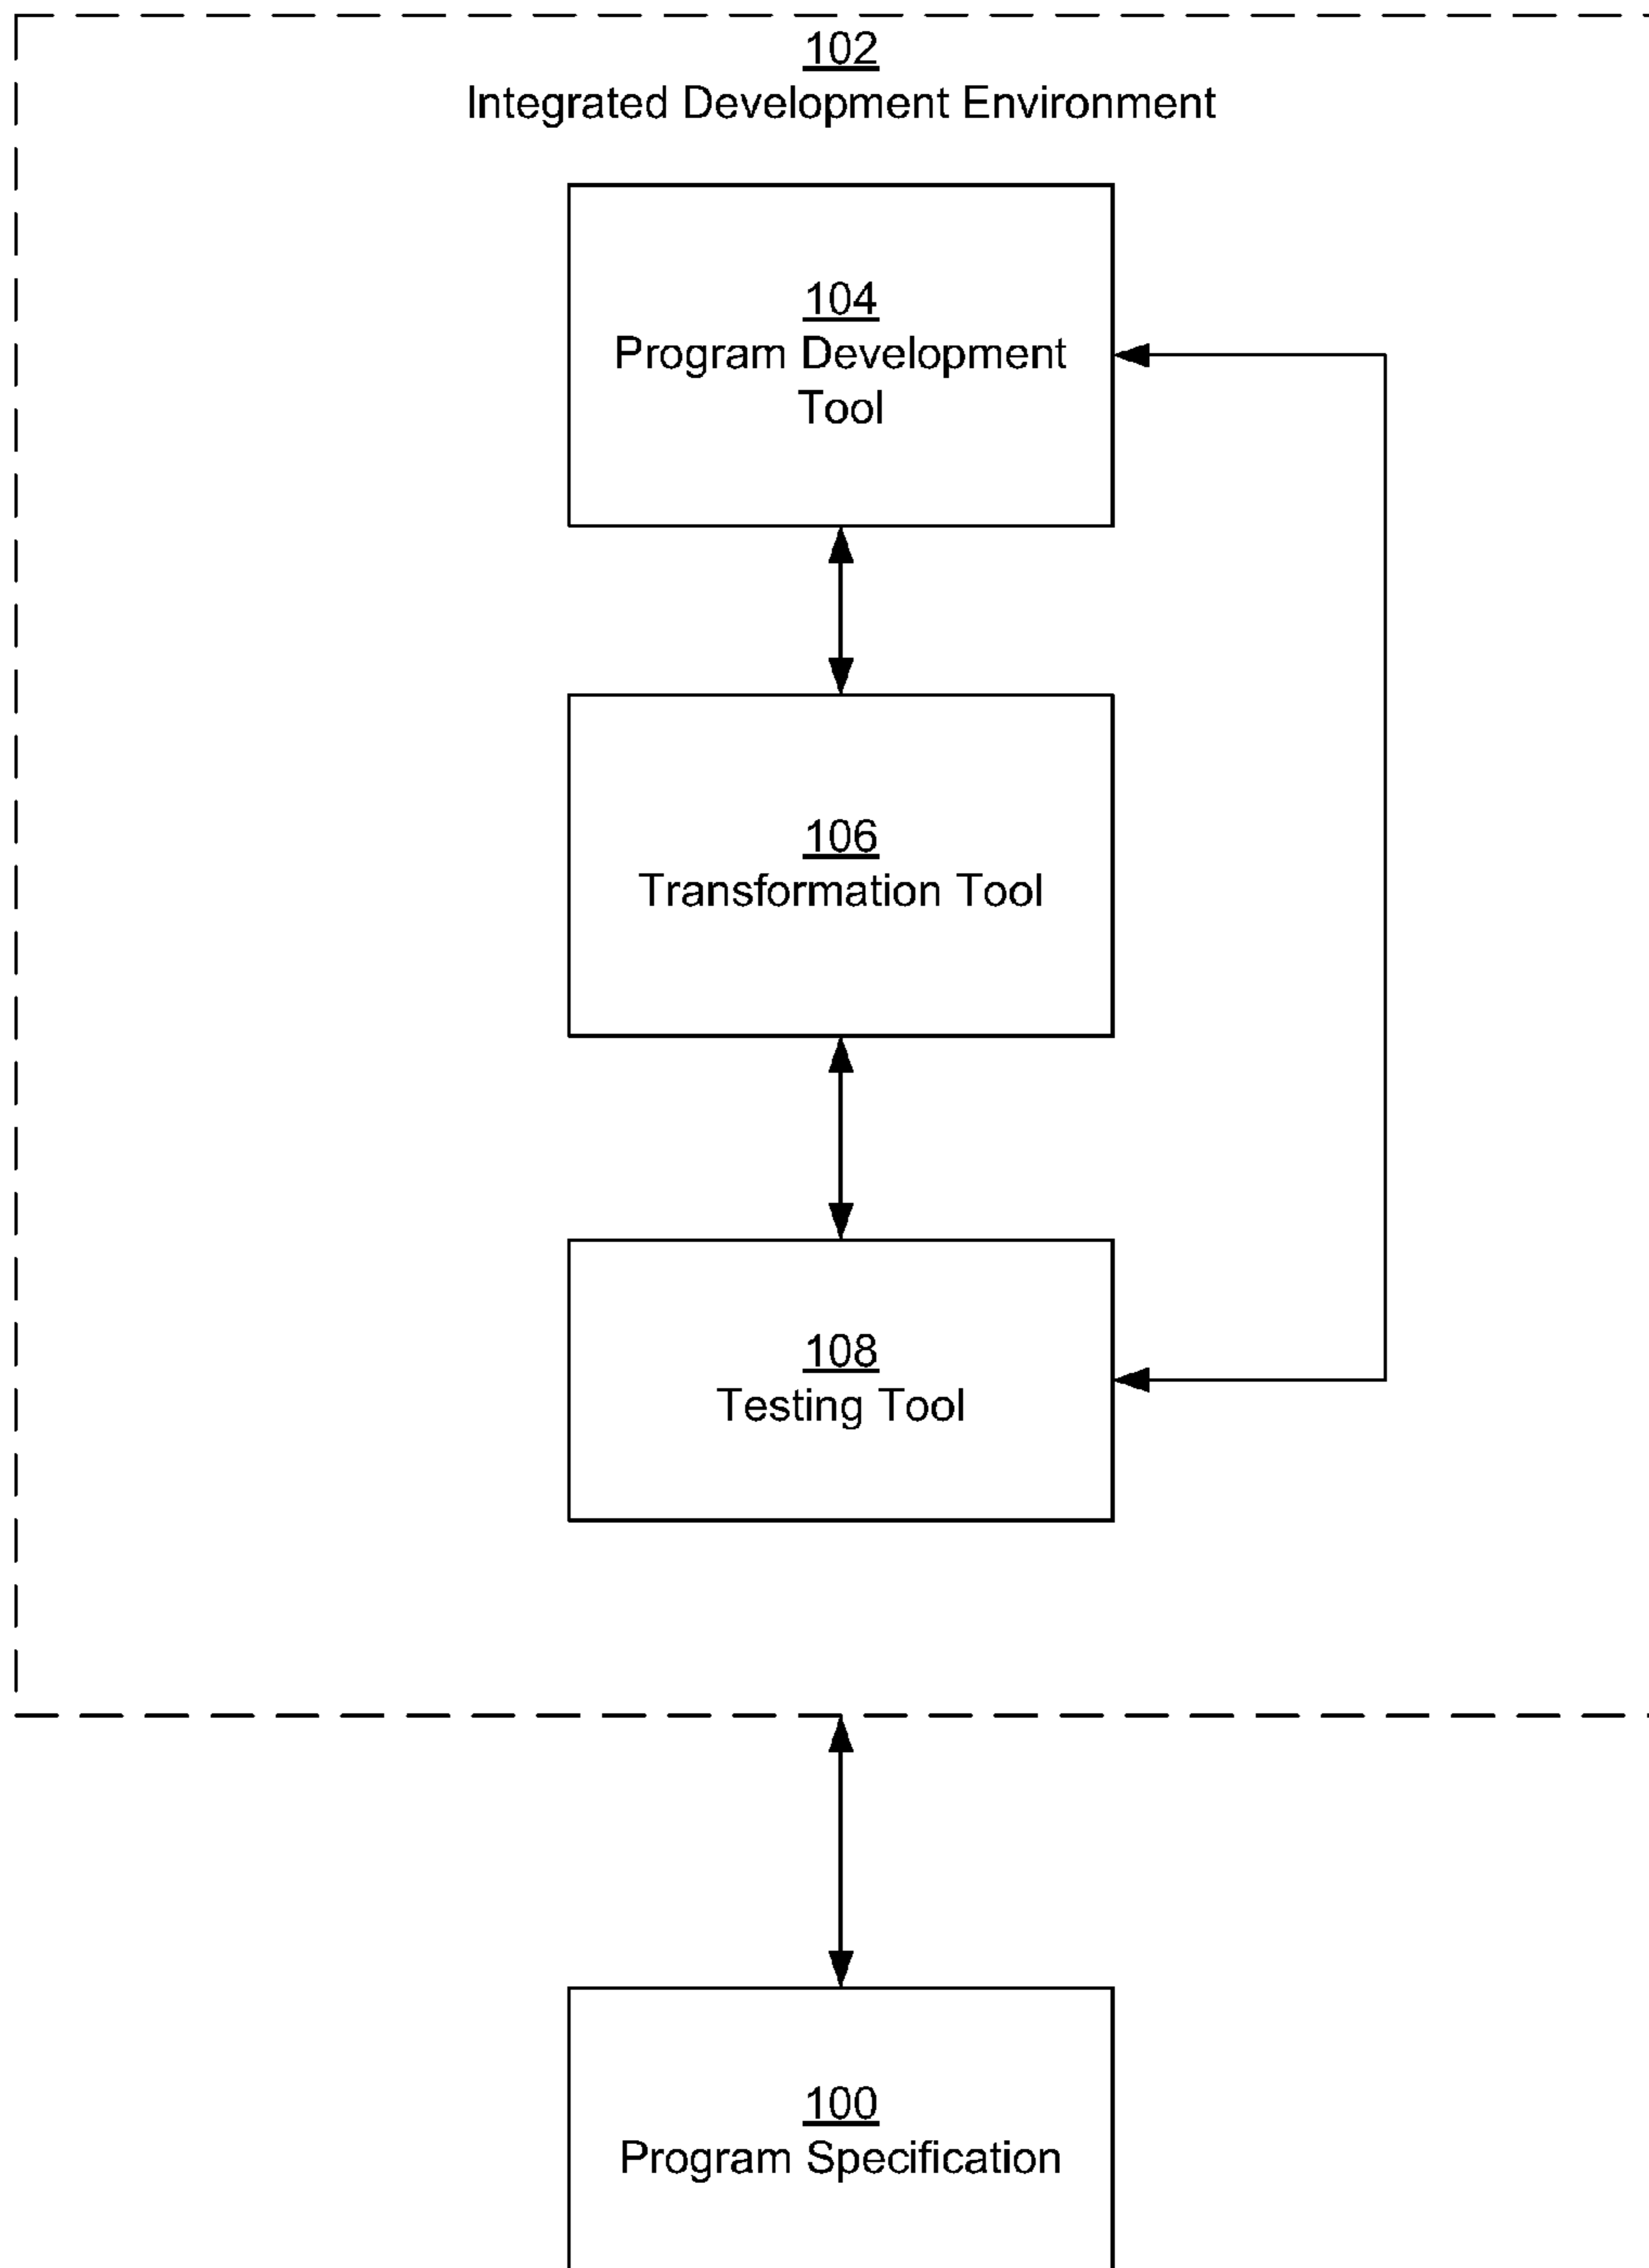 102
Integrated Development Environment
104
Program Development
Tool
106
Transformation Tool
108
Testing Tool
100
Program Specification